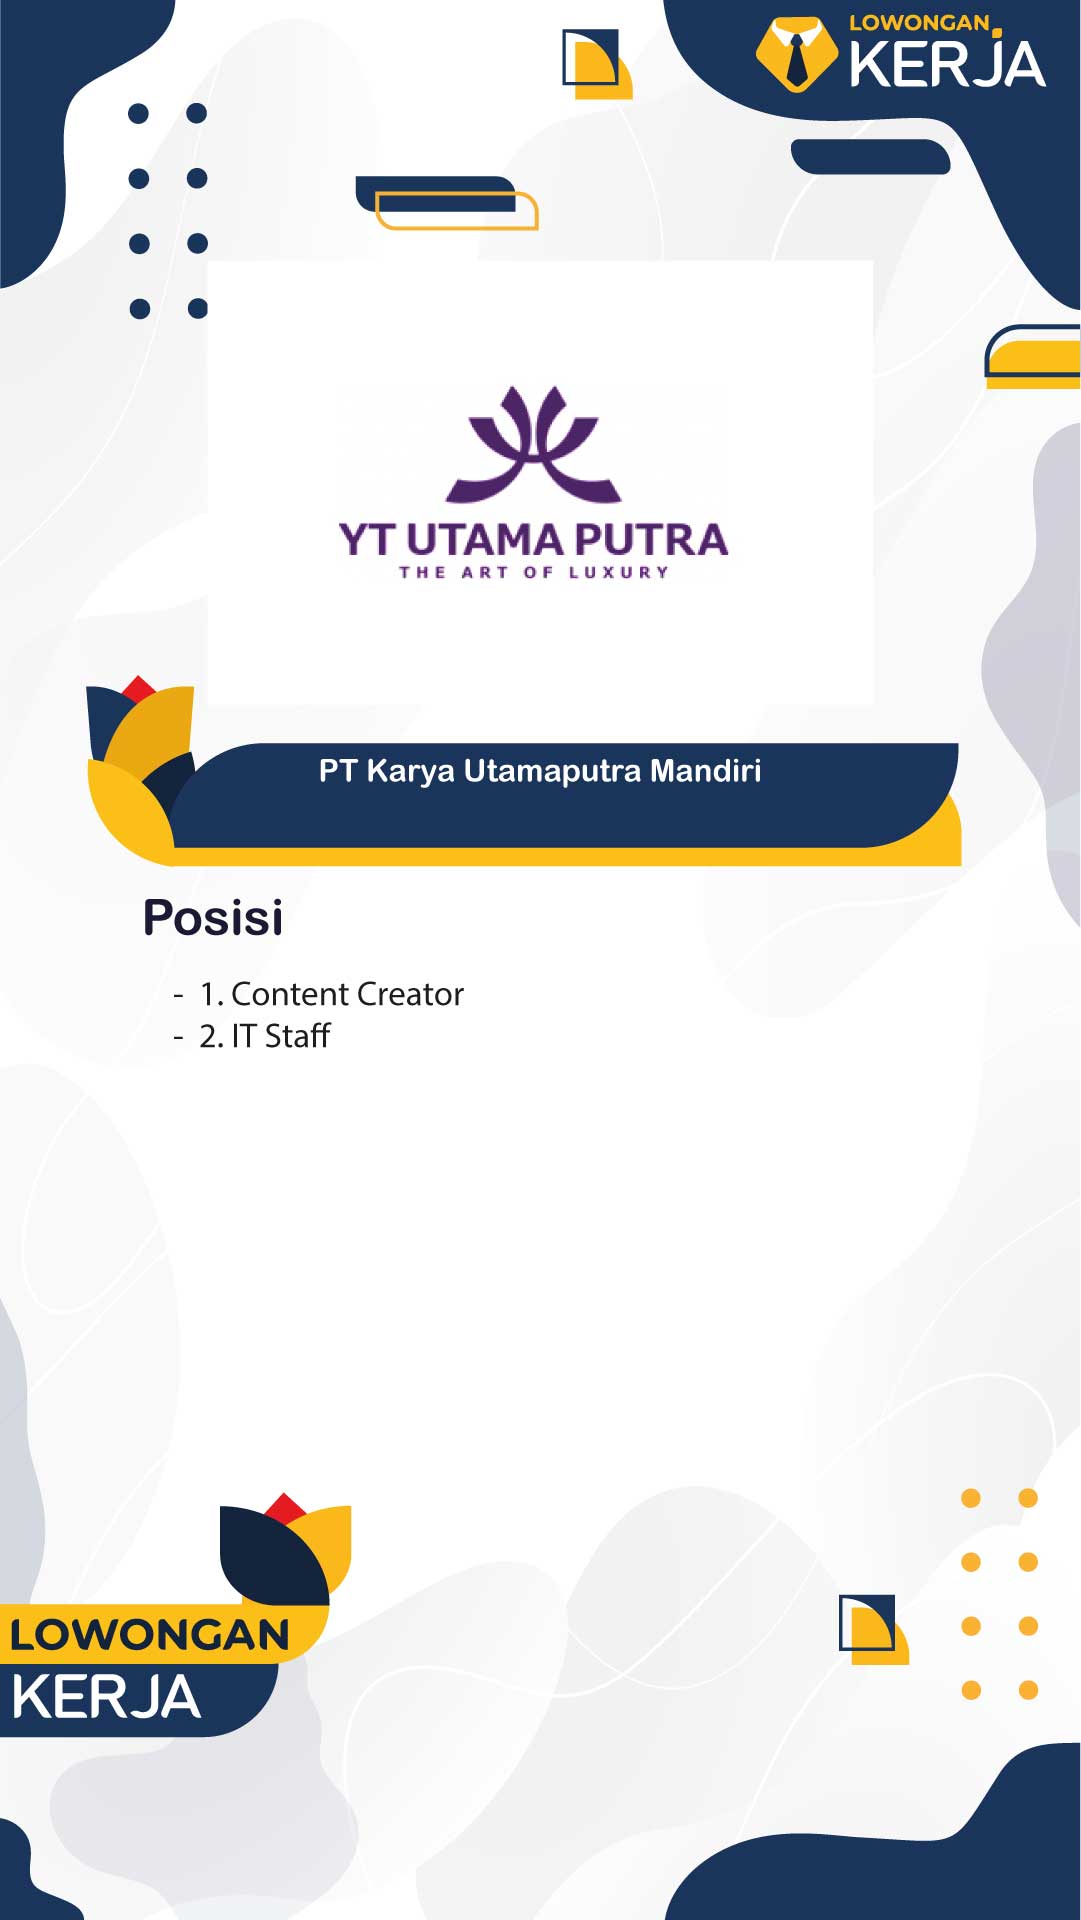 LOWONGAN
KERJA
YT UTAMA PUTRA
THE ART OF LUXURY
PT Karya Utamaputra Mandiri
Posisi
- 1. Content Creator
- 2. IT Staff
LOWONGAN
KERJA